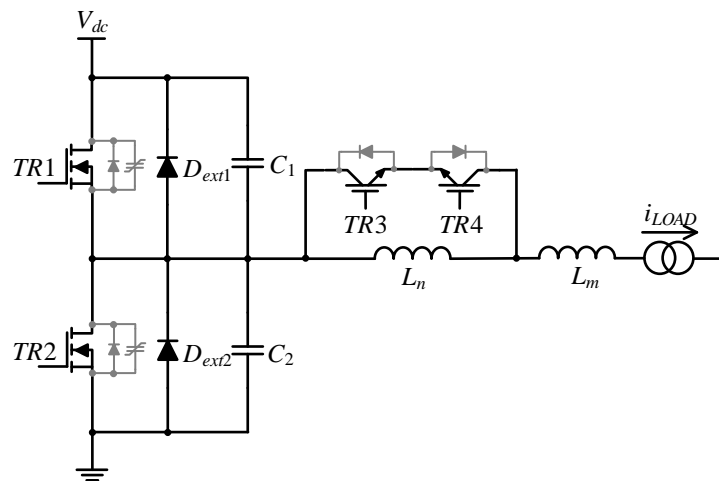 V_dc
TR1
D_ext1
C_1
TR3
TR4
i_LOAD
L_n
L_m
TR2
D_ext2
C_2